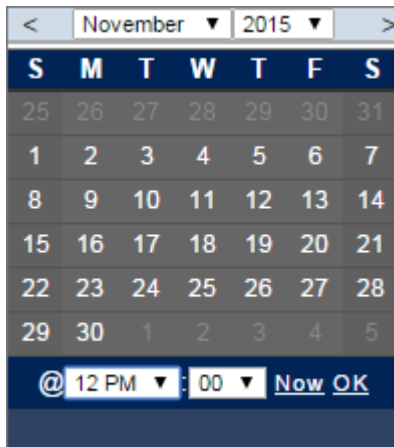 < November ▼ 2015 ▼ >
S M T W T F S
25 26 27 28 29 30 31
1 2 3 4 5 6 7
8 9 10 11 12 13 14
15 16 17 18 19 20 21
22 23 24 25 26 27 28
29 30 1 2 3 4 5
@ 12 PM ▼ : 00 ▼ Now OK